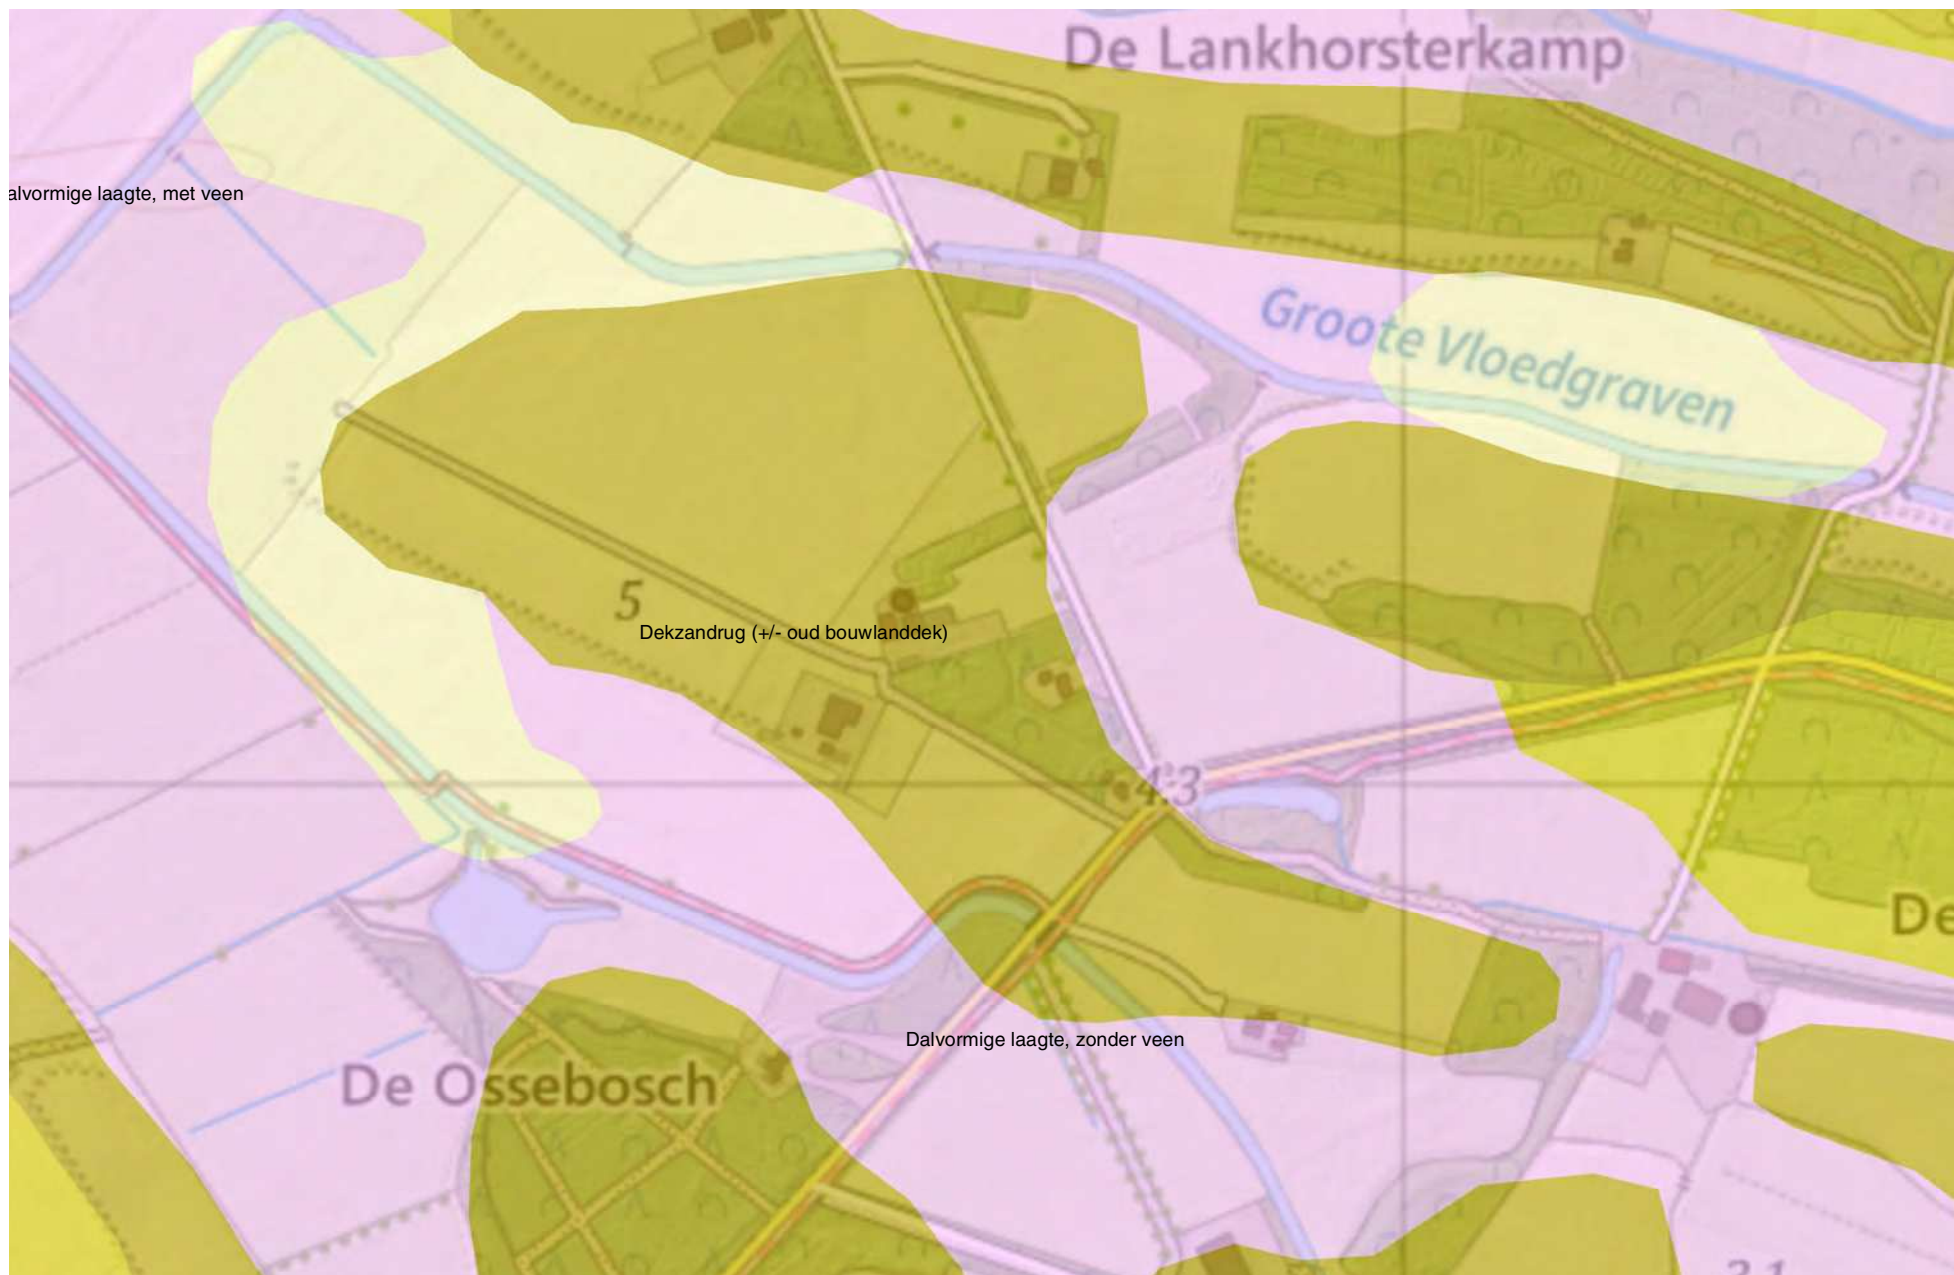 De Lankhorsterkamp
alvormige laagte, met veen
Groote Vloedgraven
5
Dekzandrug (+/- oud bouwlanddek)
4.3
De
Dalvormige laagte, zonder veen
De Ossebosch